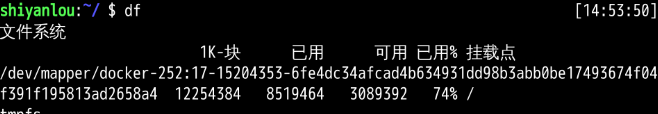 shiyanlou:~/ $ df [14:53:50]
文件系统
1K-块 已用 可用 已用% 挂载点
/dev/mapper/docker-252:17-15204353-6fe4dc34afcad4b634931dd98b3abb0be17493674f04
f391f195813ad2658a4 12254384 8519464 3089392 74% /
tmpfs